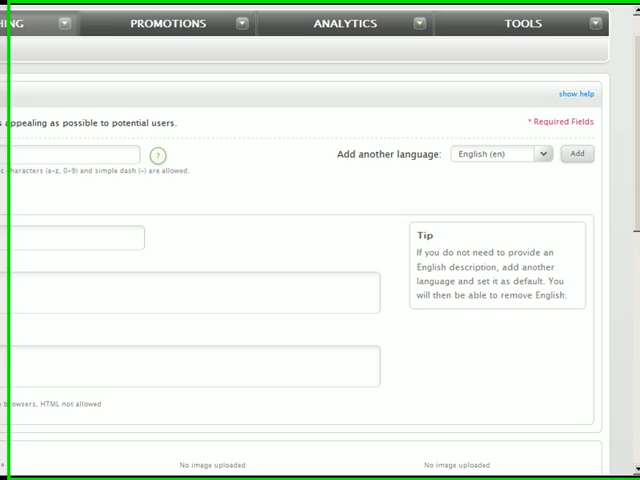 HING PROMOTIONS ANALYTICS TOOLS
show help
s appealing as possible to potential users.
* Required Fields
? Add another language: English (en) Add
characters (a-z, 0-9) and simple dash (-) are allowed.
Tip
If you do not need to provide an
English description, add another
language and set it as default. You
will then be able to remove English.
browsers, HTML not allowed
No image uploaded No image uploaded